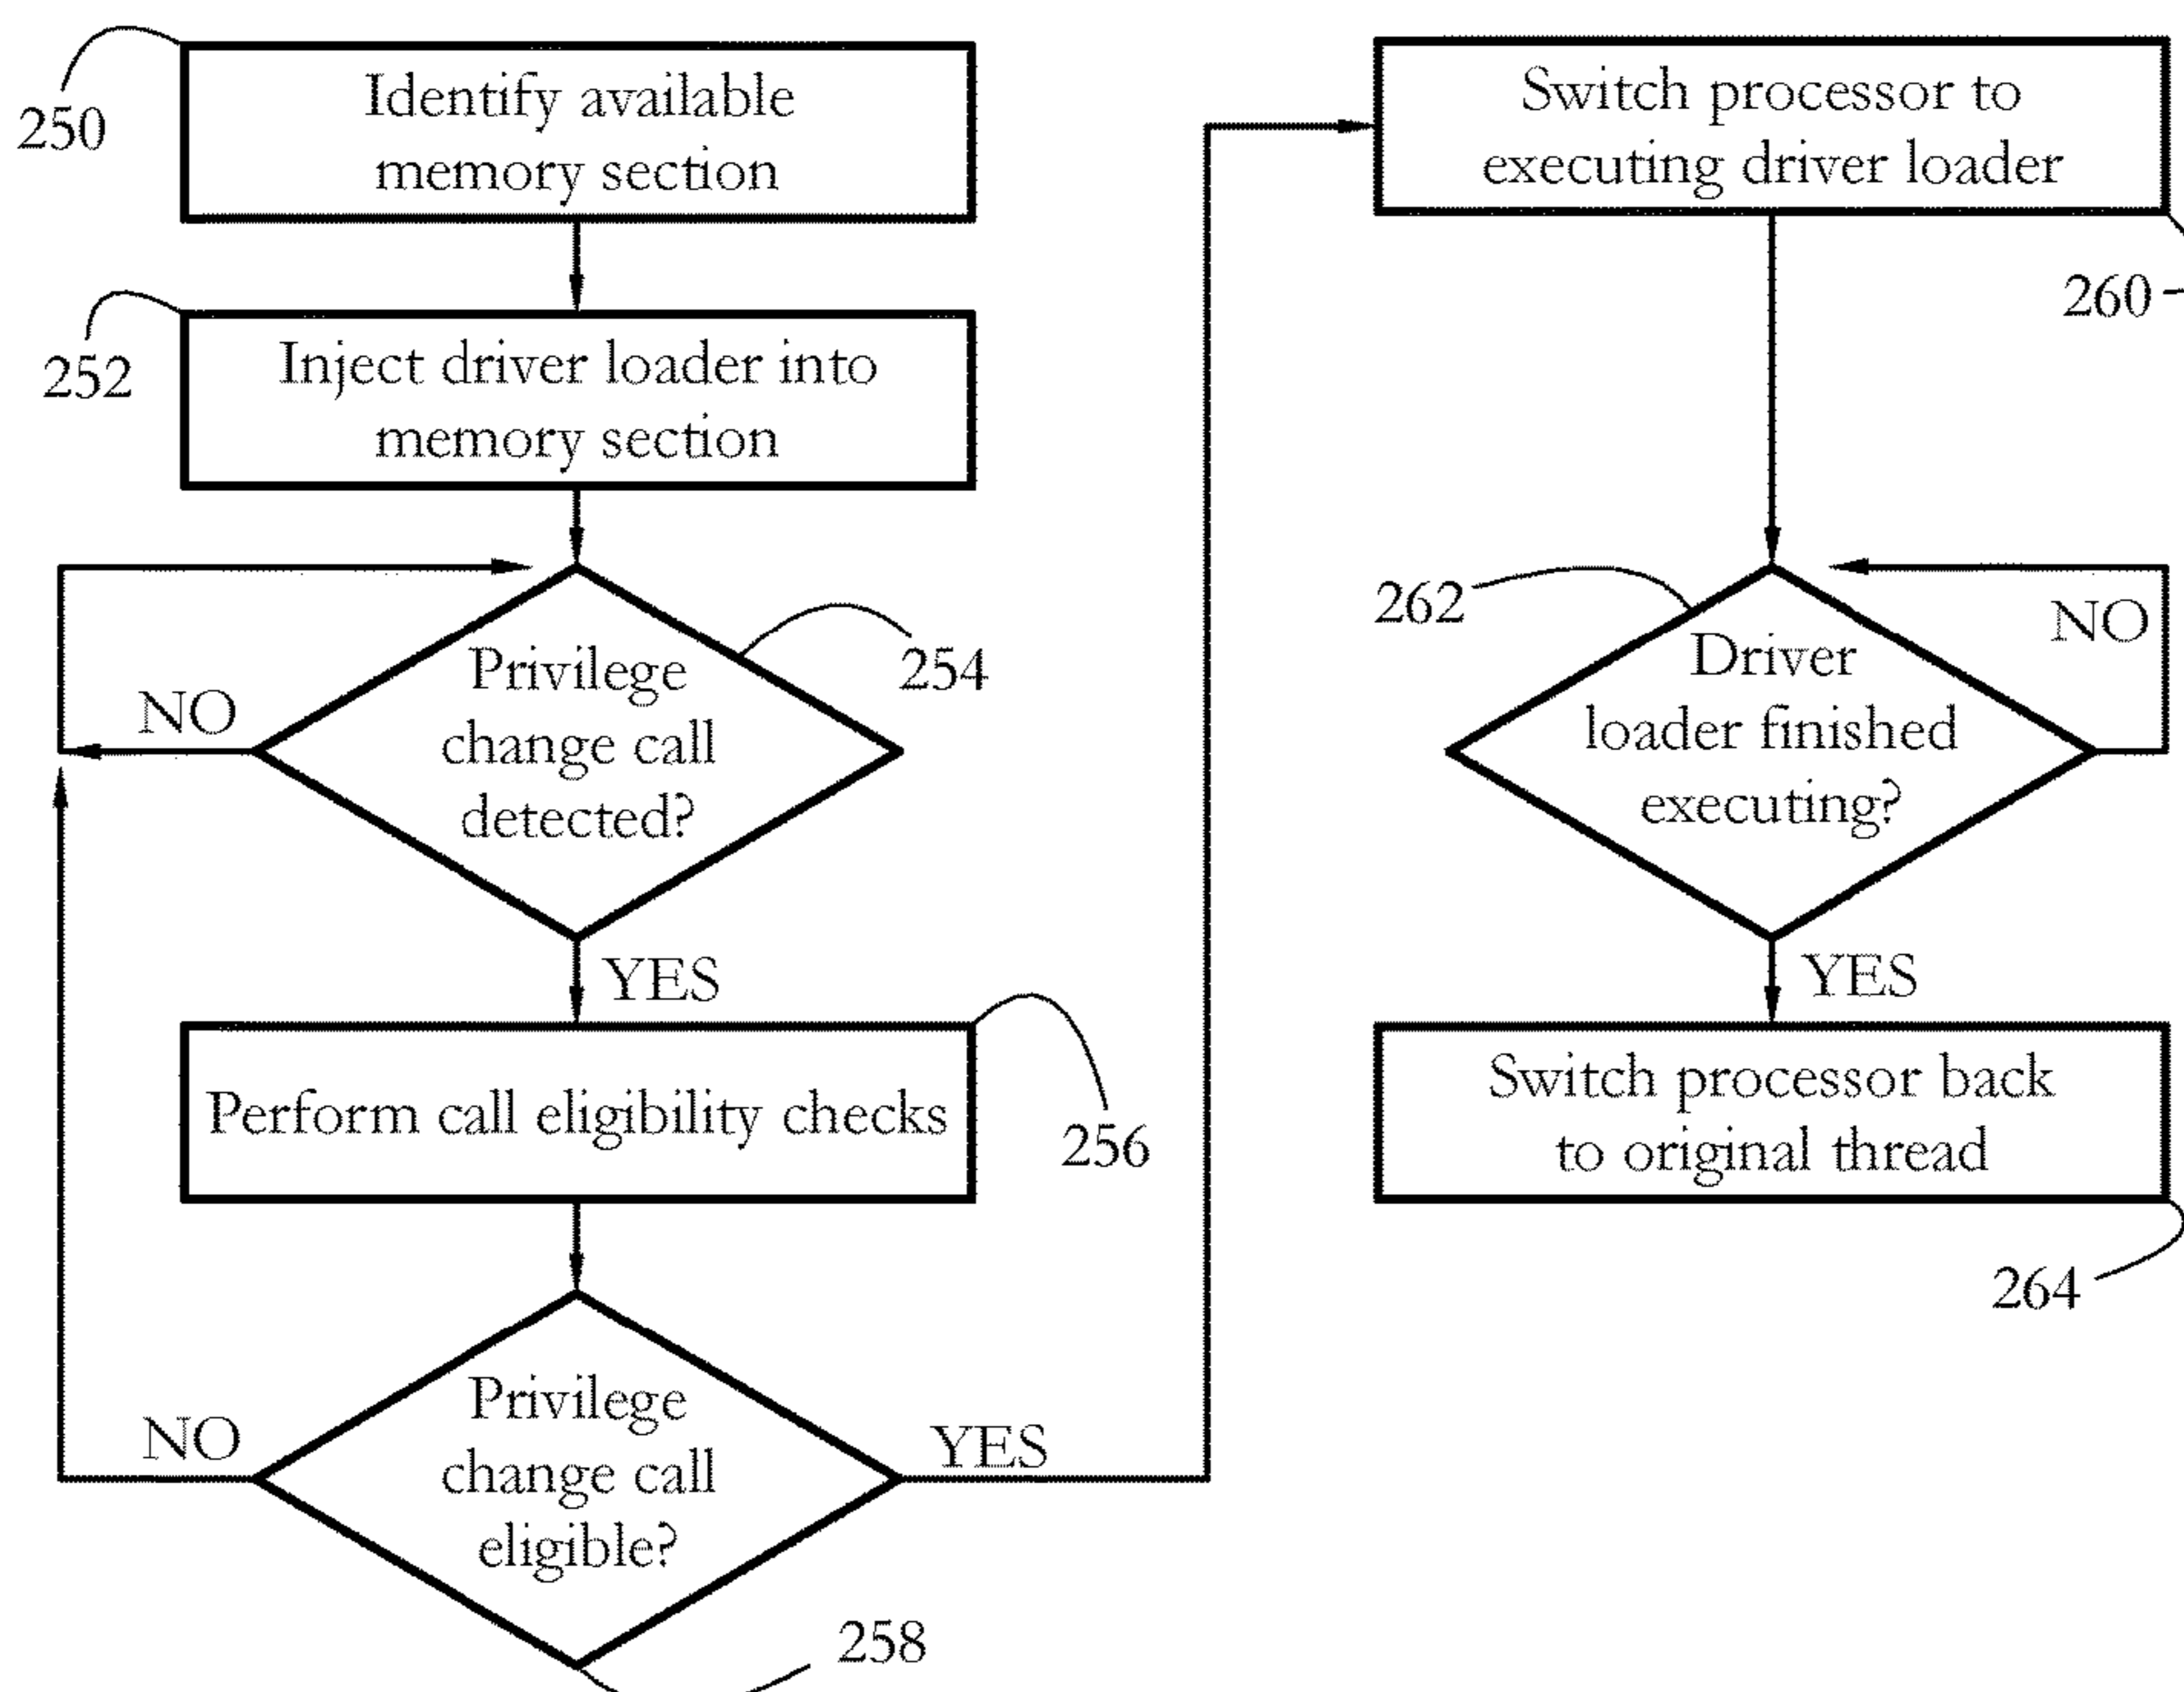 250
Identify available
memory section
252
Inject driver loader into
memory section
254
Privilege
change call
detected?
NO
YES
Perform call eligibility checks
256
Privilege
change call
eligible?
NO
YES
258
Switch processor to
executing driver loader
260
262
Driver
loader finished
executing?
NO
YES
Switch processor back
to original thread
264